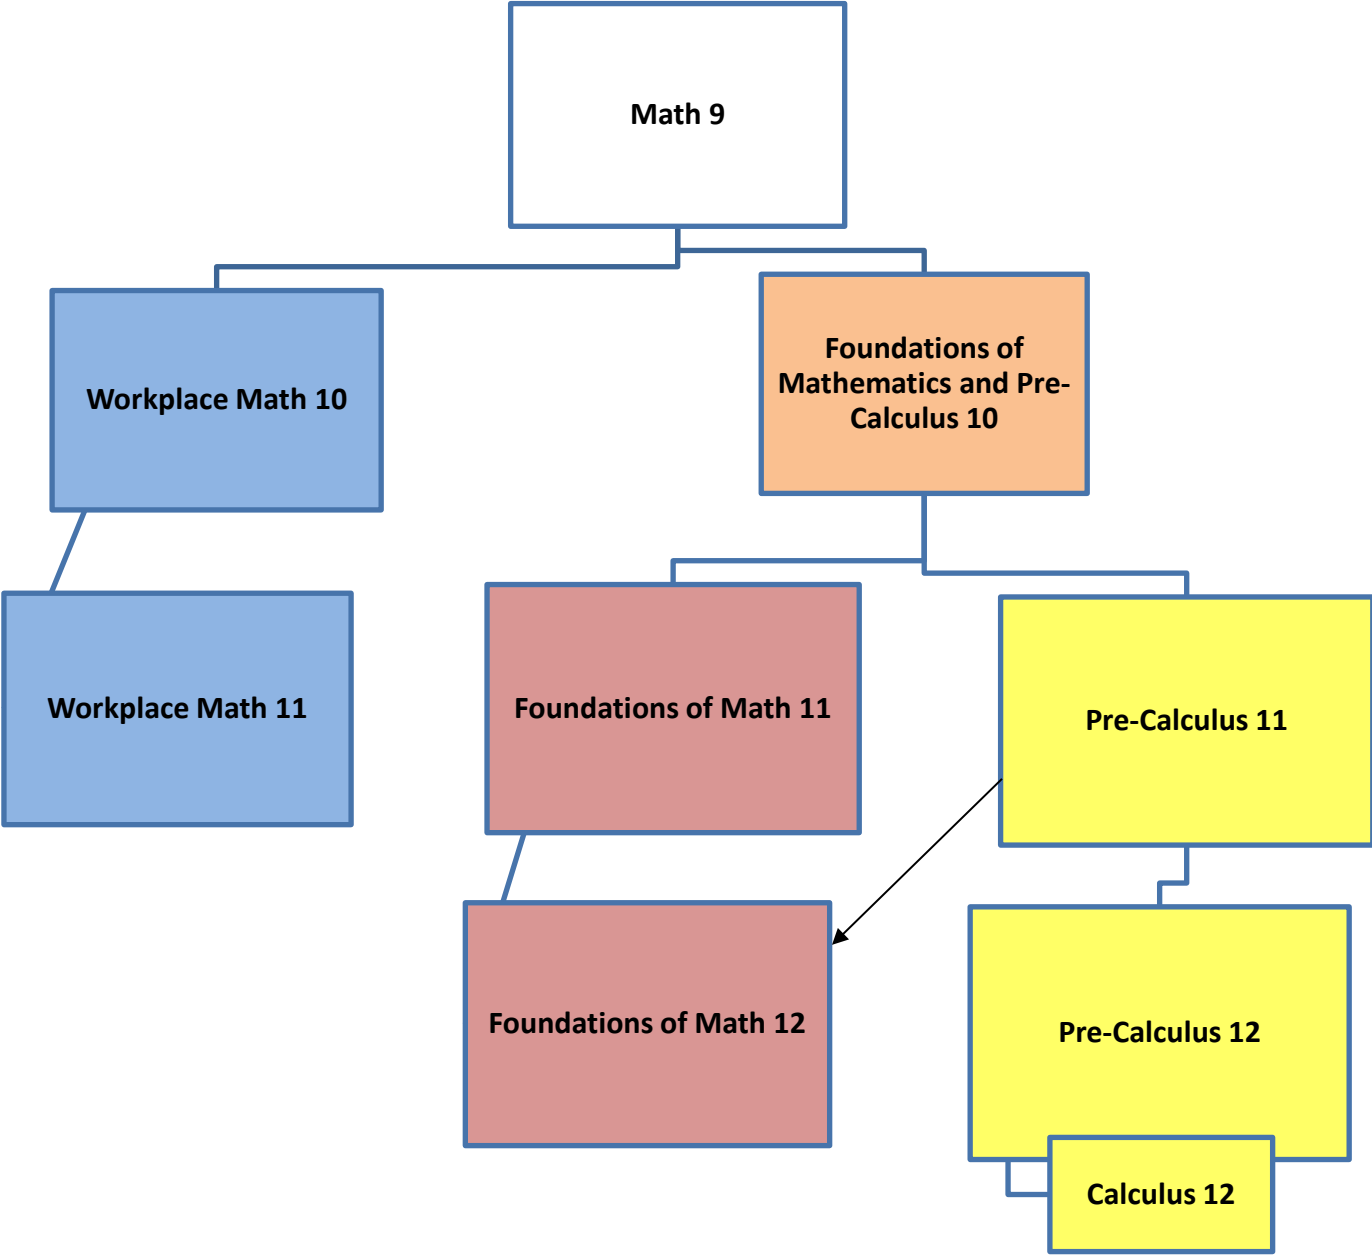 Math 9
Workplace Math 10
Foundations of
Mathematics and Pre-
Calculus 10
Workplace Math 11
Foundations of Math 11
Pre-Calculus 11
Foundations of Math 12
Pre-Calculus 12
Calculus 12